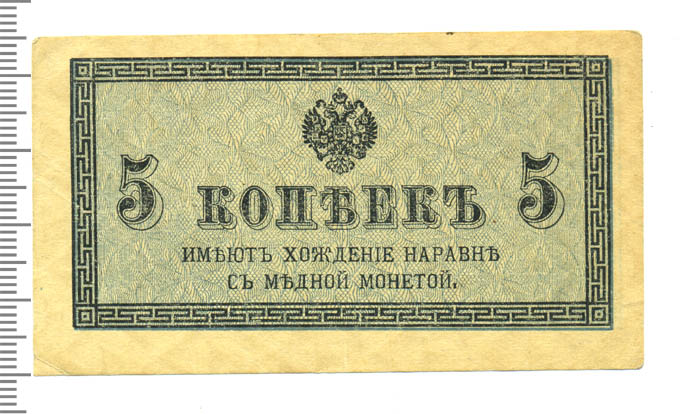 5 КОПѢЕКЪ 5
ИМѢЮТЪ ХОЖДЕНІЕ НАРАВНѢ
СЪ МѢДНОЙ МОНЕТОЙ.